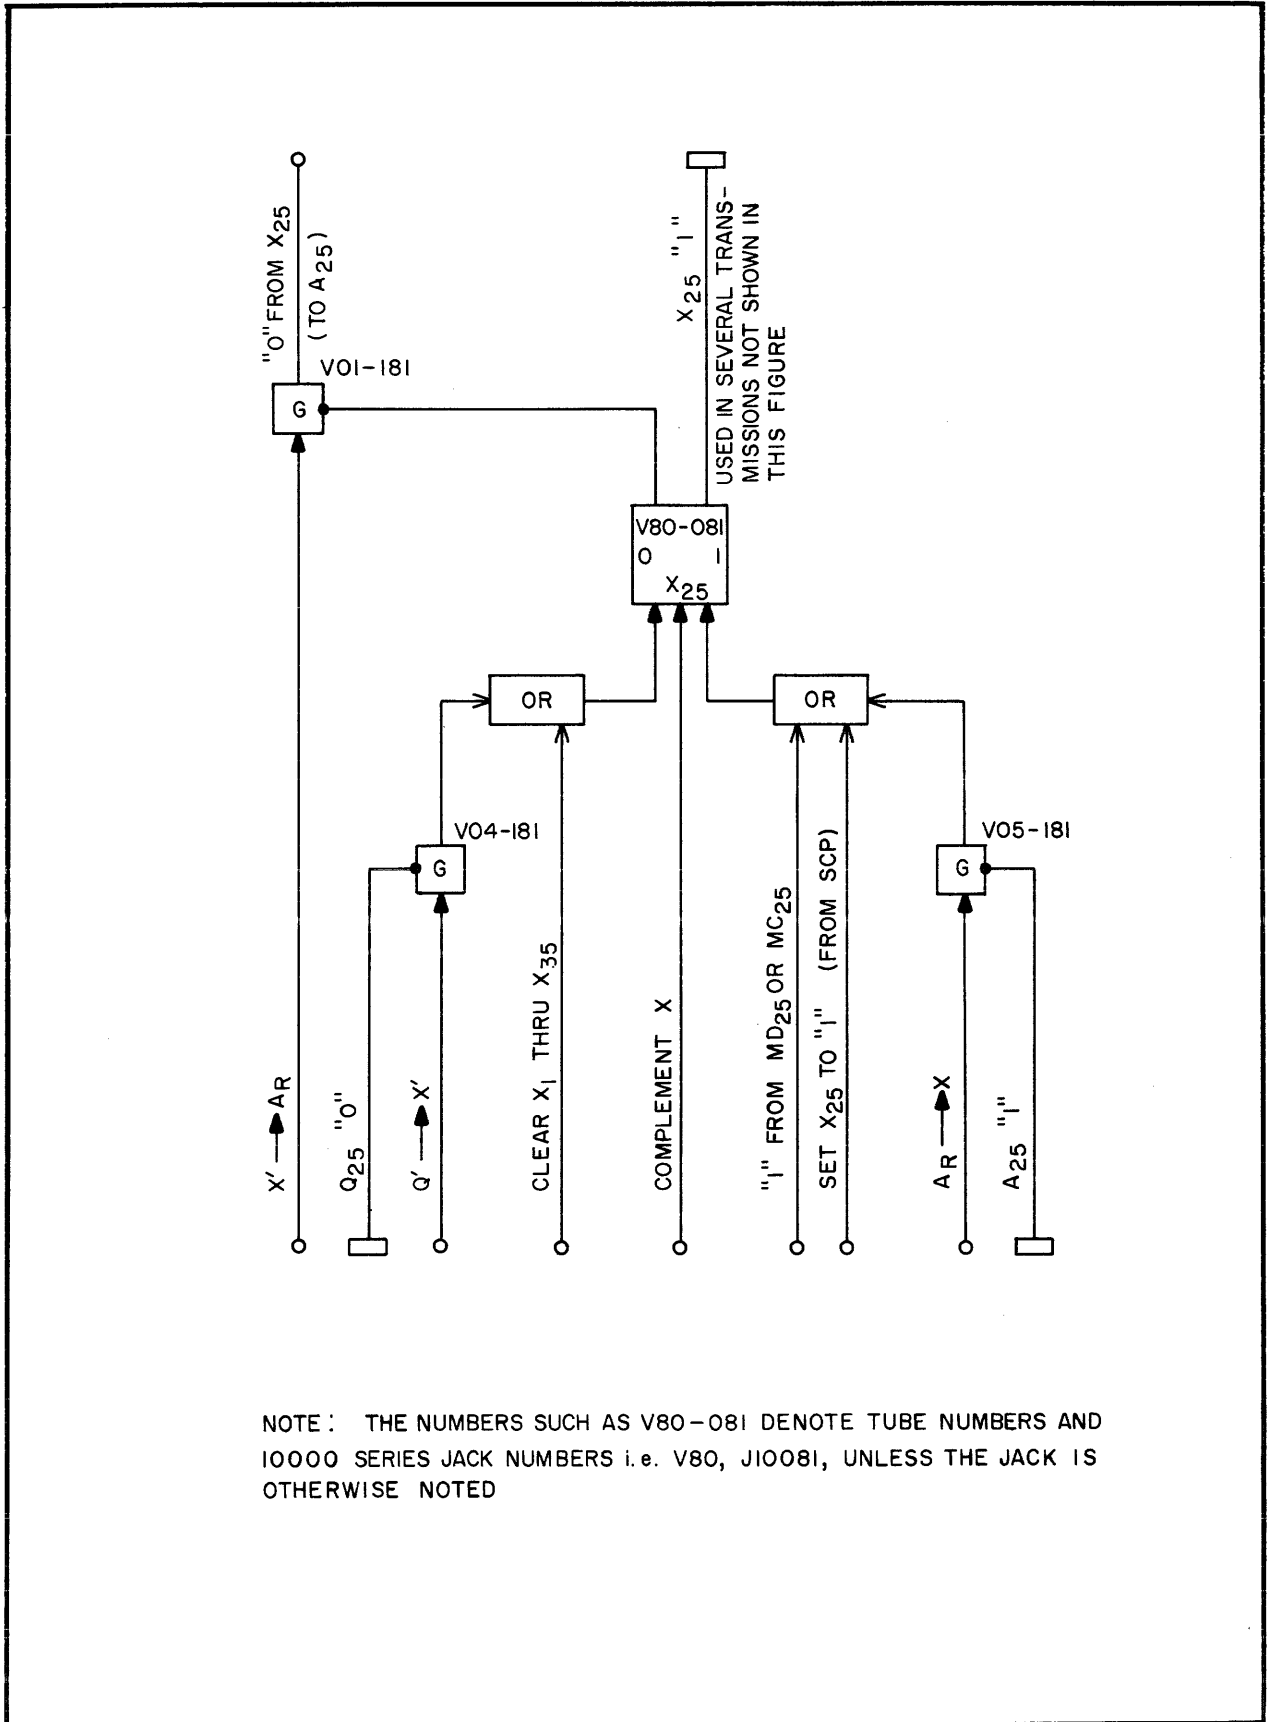 "0" FROM X25
(TO A25)
X25 "1"
USED IN SEVERAL TRANS-
MISSIONS NOT SHOWN IN
THIS FIGURE
V01-181
G
V80-081
0 1
X25
OR
OR
V04-181
G
V05-181
G
X' → AR
Q25 "0"
Q' → X'
CLEAR X1 THRU X35
COMPLEMENT X
"1" FROM MD25 OR MC25
SET X25 TO "1" (FROM SCP)
AR → X
A25 "1"
NOTE: THE NUMBERS SUCH AS V80-081 DENOTE TUBE NUMBERS AND
10000 SERIES JACK NUMBERS i.e. V80, J10081, UNLESS THE JACK IS
OTHERWISE NOTED